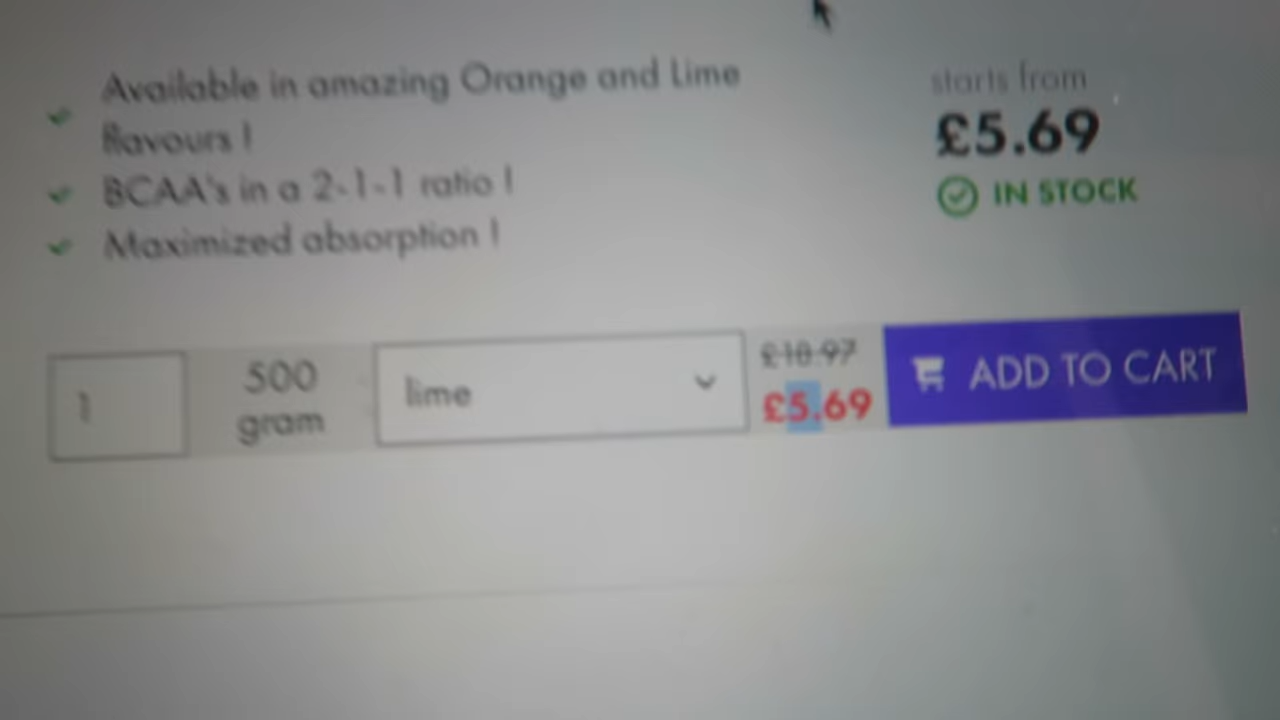 Available in amazing Orange and Lime
flavours !
BCAA's in a 2-1-1 ratio !
Maximized absorption !
starts from
£5.69
IN STOCK
1
500
gram
lime
£18.97
£5.69
ADD TO CART